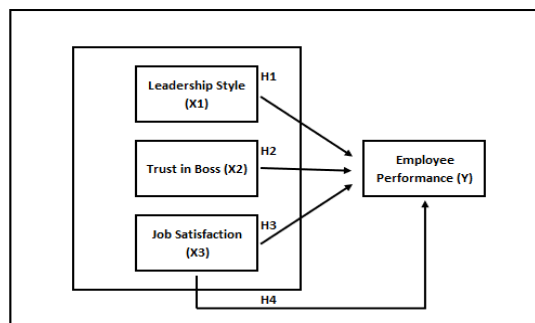 H1
Leadership Style
(X1)
H2
Trust in Boss (X2)
Employee
Performance (Y)
H3
Job Satisfaction
(X3)
H4